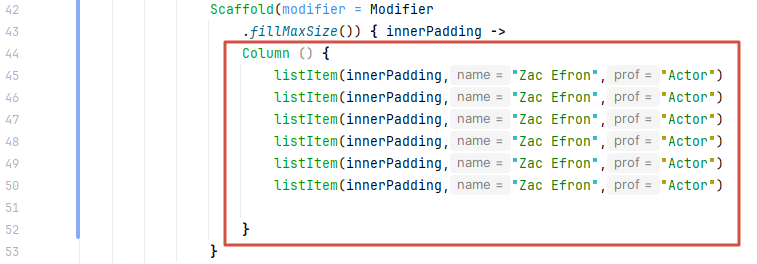 42 Scaffold(modifier = Modifier
43 .fillMaxSize()) { innerPadding ->
44 Column () {
45 listItem(innerPadding, name = "Zac Efron", prof = "Actor")
46 listItem(innerPadding, name = "Zac Efron", prof = "Actor")
47 listItem(innerPadding, name = "Zac Efron", prof = "Actor")
48 listItem(innerPadding, name = "Zac Efron", prof = "Actor")
49 listItem(innerPadding, name = "Zac Efron", prof = "Actor")
50 listItem(innerPadding, name = "Zac Efron", prof = "Actor")
51
52 }
53 }